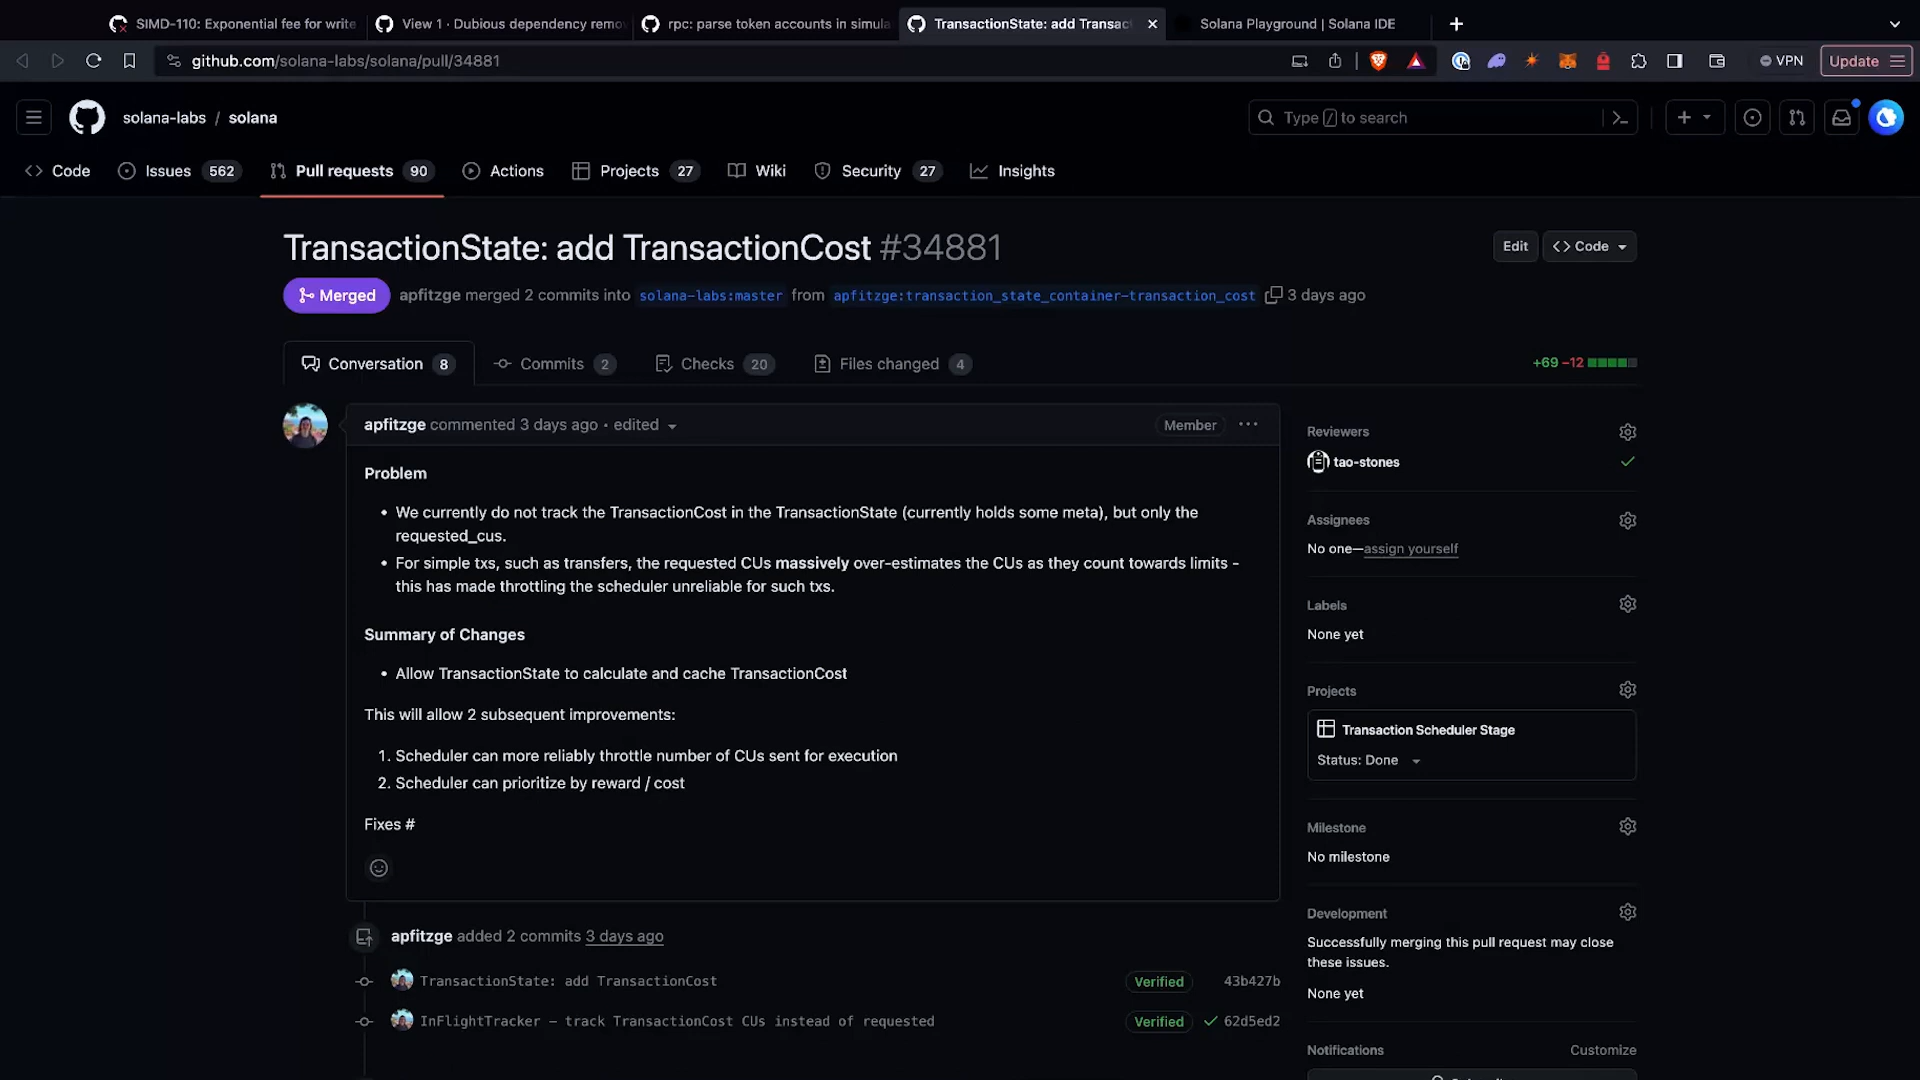 SIMD-110: Exponential fee for write
View 1 · Dubious dependency remo
rpc: parse token accounts in simula
TransactionState: add Transac
Solana Playground | Solana IDE
github.com/solana-labs/solana/pull/34881
VPN
Update
solana-labs / solana
Type / to search
Code
Issues 562
Pull requests 90
Actions
Projects 27
Wiki
Security 27
Insights
TransactionState: add TransactionCost #34881
Edit
<> Code
Merged
apfitzge merged 2 commits into solana-labs:master from apfitzge:transaction_state_container-transaction_cost 3 days ago
Conversation 8
Commits 2
Checks 20
Files changed 4
+69 −12
apfitzge commented 3 days ago • edited
Member
Problem
• We currently do not track the TransactionCost in the TransactionState (currently holds some meta), but only the
requested_cus.
• For simple txs, such as transfers, the requested CUs massively over-estimates the CUs as they count towards limits -
this has made throttling the scheduler unreliable for such txs.
Summary of Changes
• Allow TransactionState to calculate and cache TransactionCost
This will allow 2 subsequent improvements:
1. Scheduler can more reliably throttle number of CUs sent for execution
2. Scheduler can prioritize by reward / cost
Fixes #
apfitzge added 2 commits 3 days ago
TransactionState: add TransactionCost
Verified
43b427b
InFlightTracker - track TransactionCost CUs instead of requested
Verified
62d5ed2
Reviewers
tao-stones
Assignees
No one—assign yourself
Labels
None yet
Projects
Transaction Scheduler Stage
Status: Done
Milestone
No milestone
Development
Successfully merging this pull request may close
these issues.
None yet
Notifications
Customize